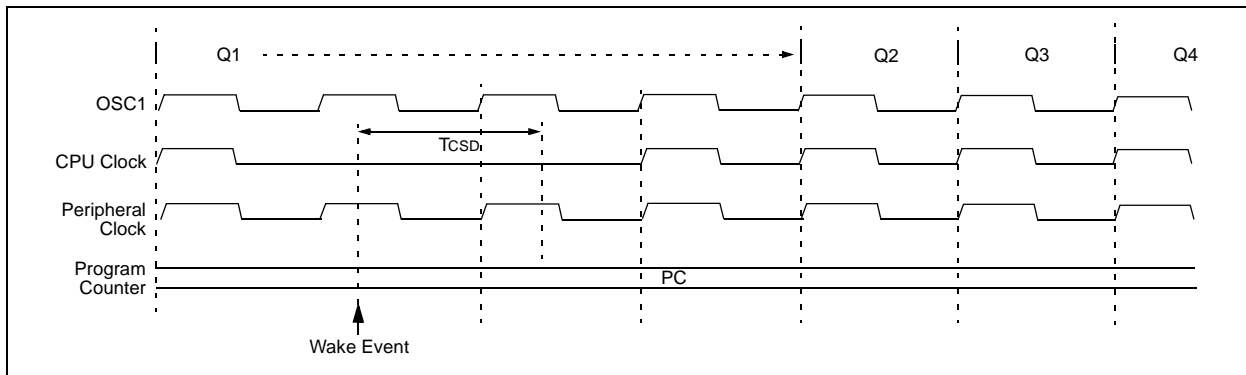 Q1 Q2 Q3 Q4
OSC1
TCSD
CPU Clock
Peripheral
Clock
Program
Counter
PC
Wake Event